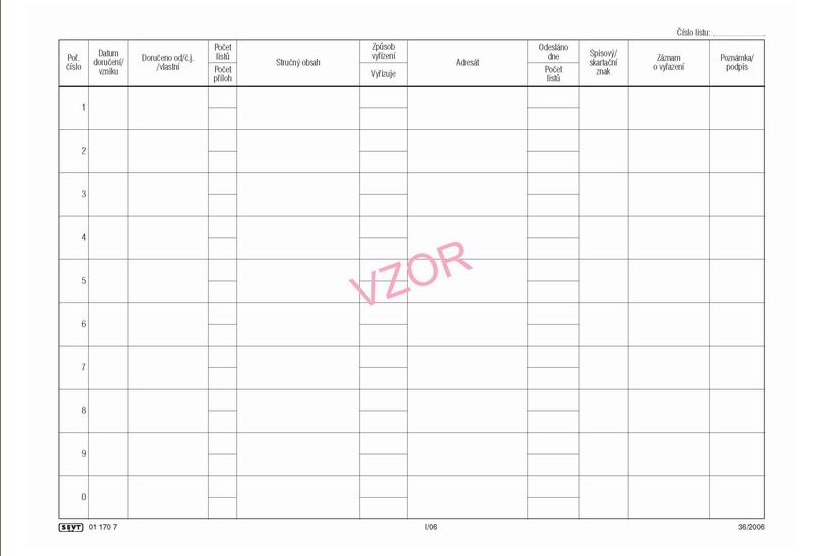 Číslo listu:
Poř.
číslo
Datum
doručení/
vzniku
Doručeno od/č.j.
/vlastní
Počet
listů
Počet
příloh
Stručný obsah
Způsob
vyřízení
Vyřizuje
Adresát
Odesláno
dne
Počet
listů
Spisový/
skartační
znak
Záznam
o vyřazení
Poznámka/
podpis
1
2
3
4
5
6
7
8
9
0
VZOR
SEVT 01 170 7
I/06
36/2006